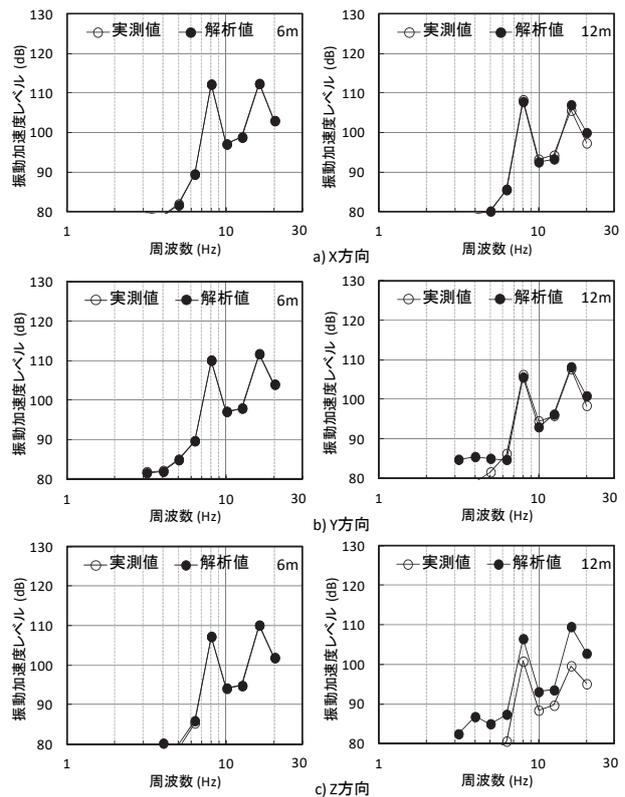 130
実測値 解析値 6m
120
110
100
90
80
振動加速度レベル (dB)
1 10 30
周波数 (Hz)
130
実測値 解析値 12m
120
110
100
90
80
振動加速度レベル (dB)
1 10 30
周波数 (Hz)
a) X方向
130
実測値 解析値 6m
120
110
100
90
80
振動加速度レベル (dB)
1 10 30
周波数 (Hz)
130
実測値 解析値 12m
120
110
100
90
80
振動加速度レベル (dB)
1 10 30
周波数 (Hz)
b) Y方向
130
実測値 解析値 6m
120
110
100
90
80
振動加速度レベル (dB)
1 10 30
周波数 (Hz)
130
実測値 解析値 12m
120
110
100
90
80
振動加速度レベル (dB)
1 10 30
周波数 (Hz)
c) Z方向